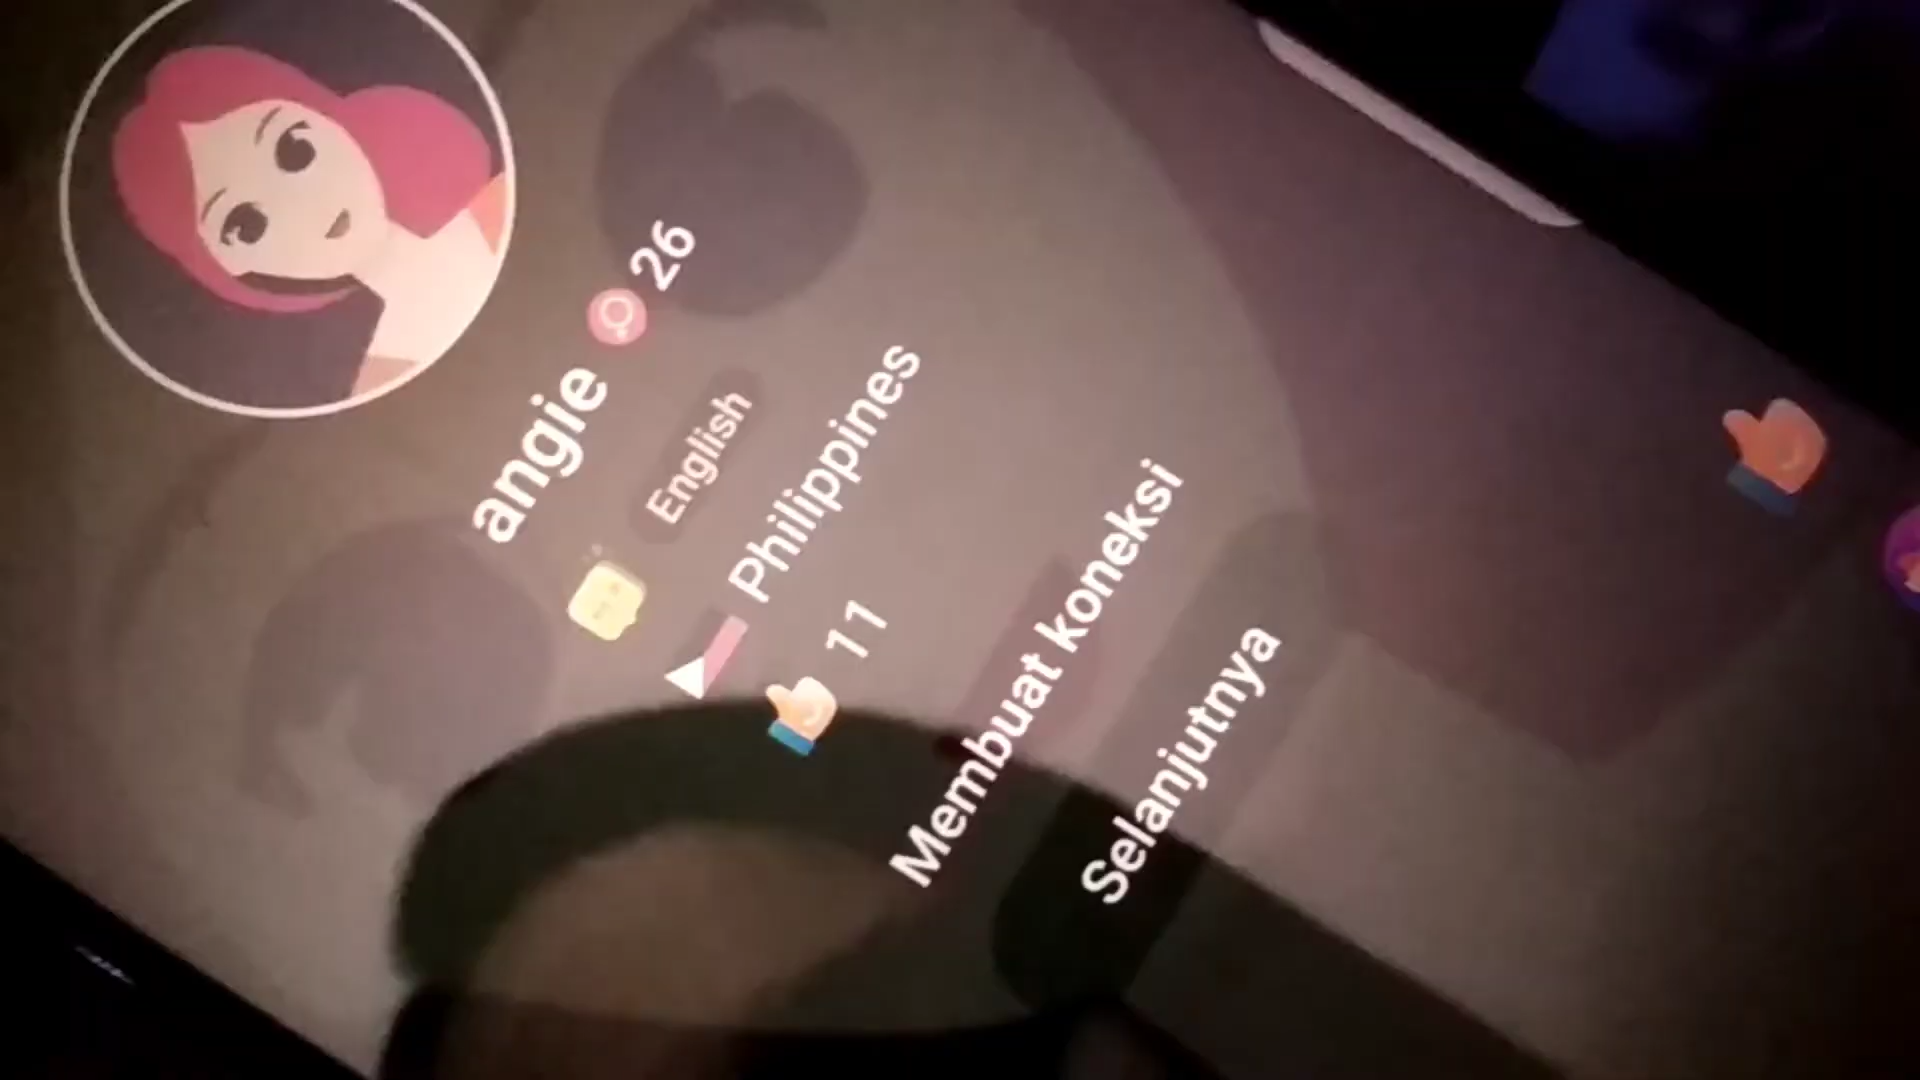 angie 26
English
Philippines
11
Membuat koneksi
Selanjutnya